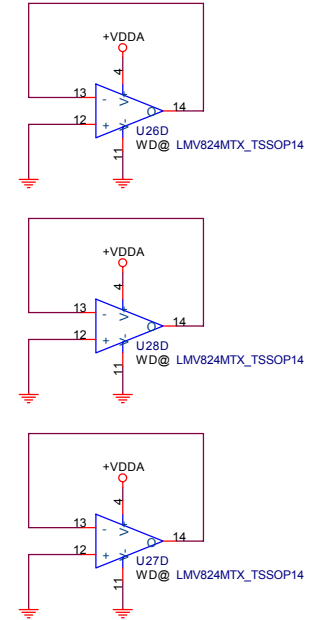 +VDDA
4
13
-
V+
O
14
12
+
V-
U26D
11
WD@ LMV824MTX_TSSOP14
+VDDA
4
13
-
V+
O
14
12
+
V-
U28D
11
WD@ LMV824MTX_TSSOP14
+VDDA
4
13
-
V+
O
14
12
+
V-
U27D
11
WD@ LMV824MTX_TSSOP14